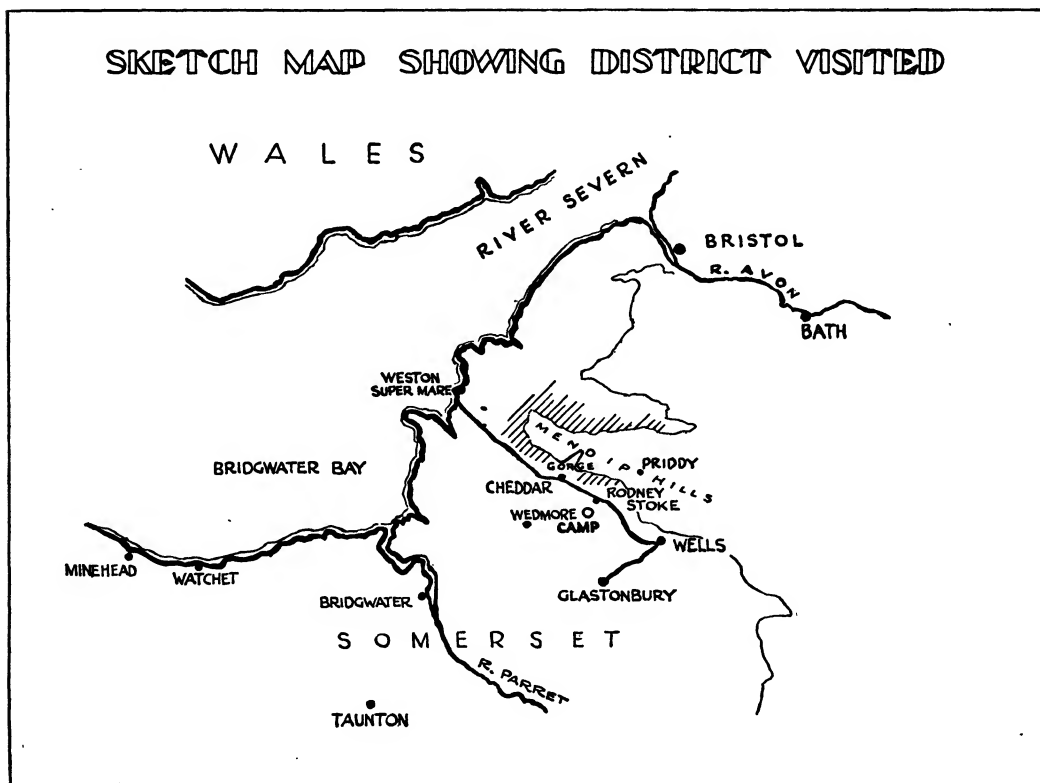 SKETCH MAP SHOWING DISTRICT VISITED
WALES
RIVER SEVERN
BRISTOL
R. AVON
BATH
WESTON
SUPER MARE
MENDIP HILLS
GORGE
PRIDDY
BRIDGWATER BAY
CHEDDAR
RODNEY
STOKE
WEDMORE
CAMP
WELLS
MINEHEAD
WATCHET
GLASTONBURY
BRIDGWATER
SOMERSET
R. PARRET
TAUNTON